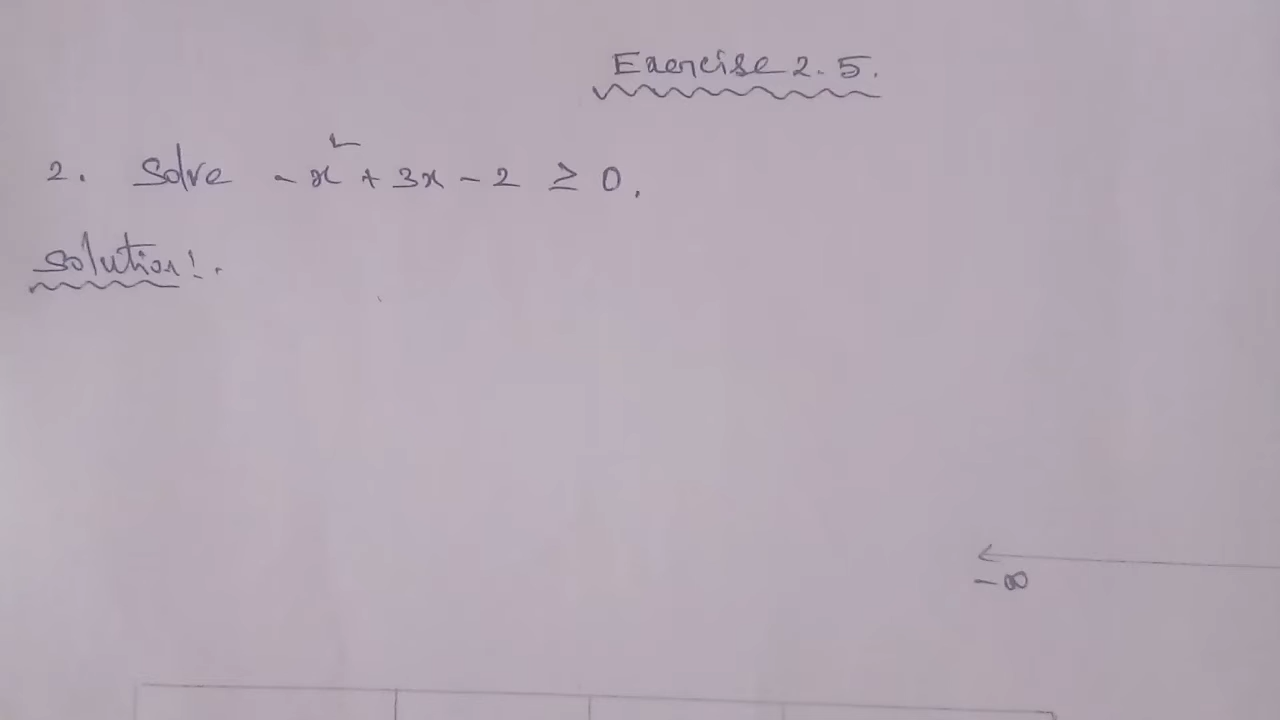 Exercise 2.5.
2. Solve -x² + 3x - 2 ≥ 0.
Solution:.
-∞